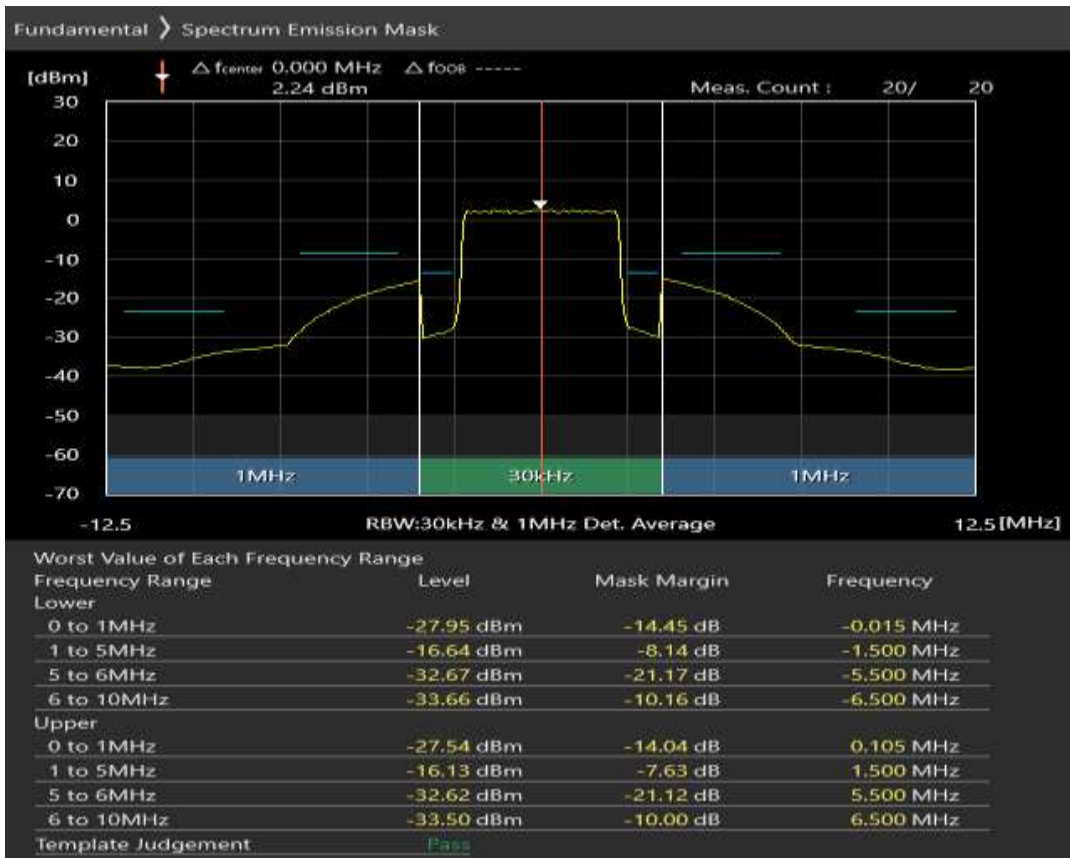 Fundamental ❯ Spectrum Emission Mask
[dBm]
△ fcenter 0.000 MHz △ fOOB -----
2.24 dBm
Meas. Count : 20/ 20
30
20
10
0
-10
-20
-30
-40
-50
-60
-70
1MHz 30kHz 1MHz
-12.5 RBW:30kHz & 1MHz Det. Average 12.5 [MHz]
Worst Value of Each Frequency Range
Frequency Range Level Mask Margin Frequency
Lower
0 to 1MHz -27.95 dBm -14.45 dB -0.015 MHz
1 to 5MHz -16.64 dBm -8.14 dB -1.500 MHz
5 to 6MHz -32.67 dBm -21.17 dB -5.500 MHz
6 to 10MHz -33.66 dBm -10.16 dB -6.500 MHz
Upper
0 to 1MHz -27.54 dBm -14.04 dB 0.105 MHz
1 to 5MHz -16.13 dBm -7.63 dB 1.500 MHz
5 to 6MHz -32.62 dBm -21.12 dB 5.500 MHz
6 to 10MHz -33.50 dBm -10.00 dB 6.500 MHz
Template Judgement Pass